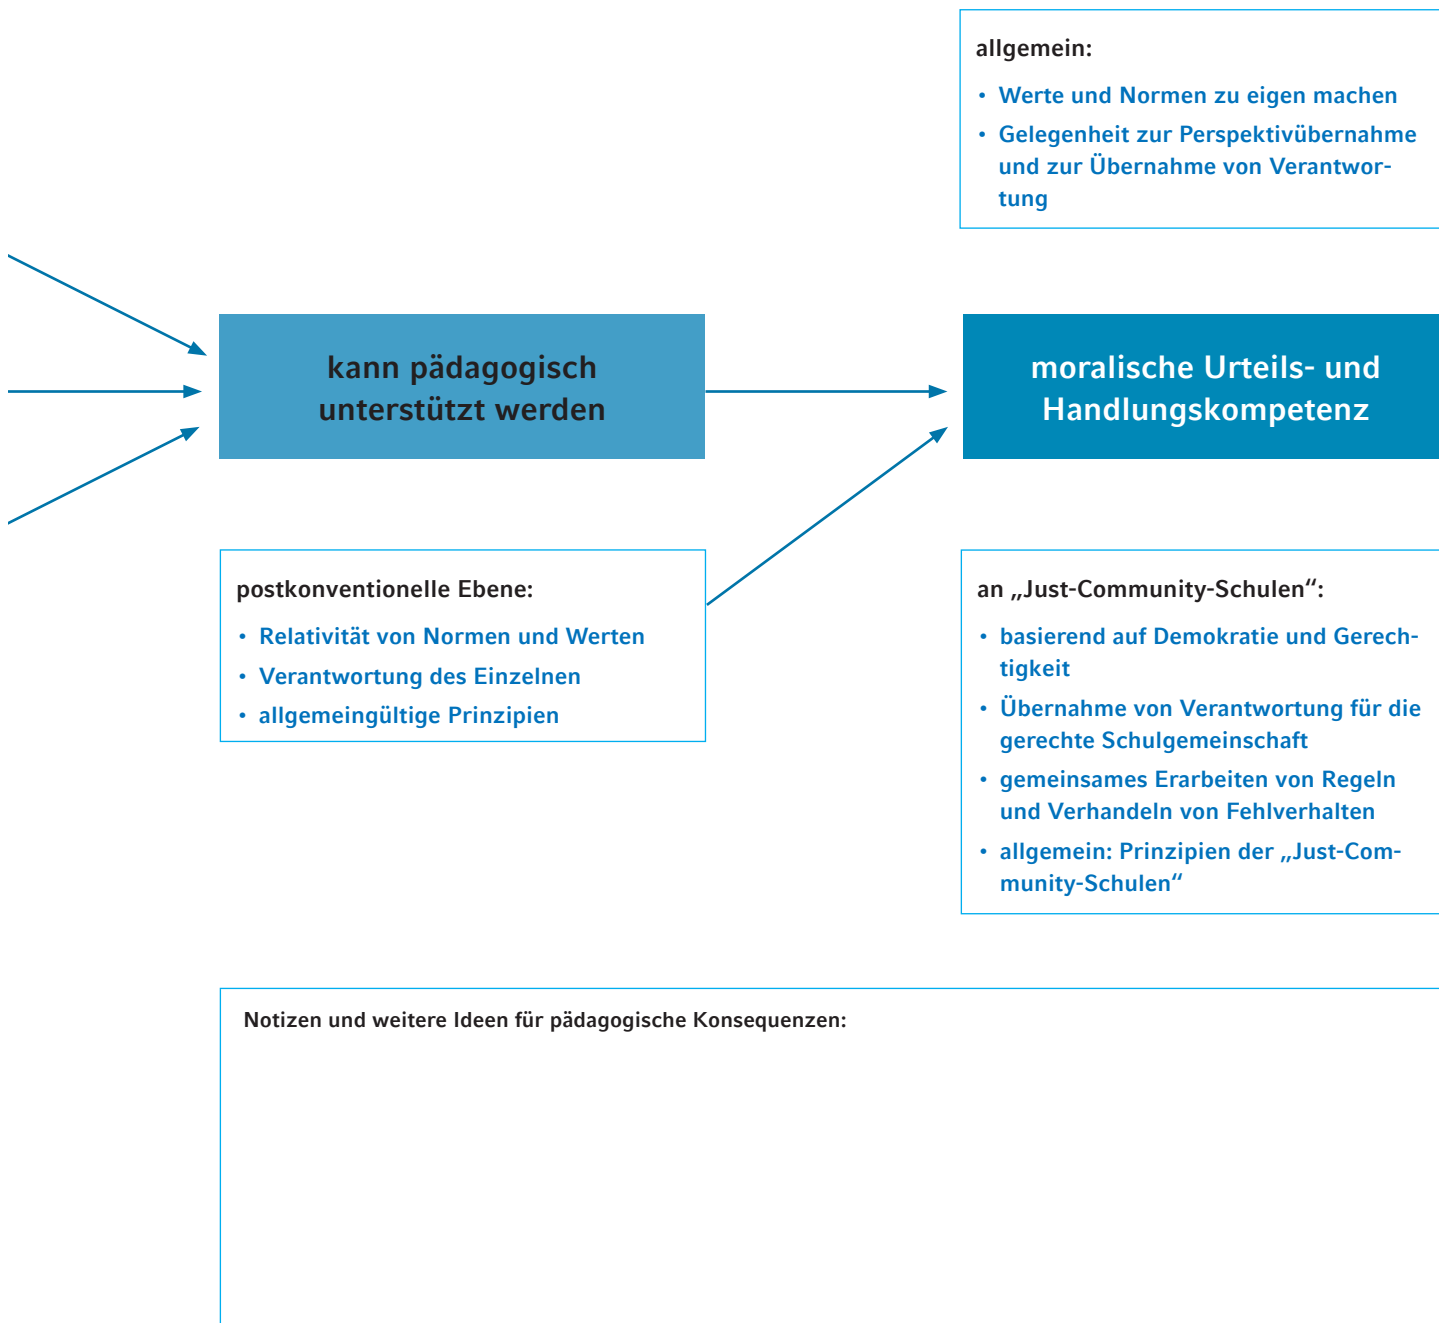 allgemein:
• Werte und Normen zu eigen machen
• Gelegenheit zur Perspektivübernahme
und zur Übernahme von Verantwor-
tung
kann pädagogisch
unterstützt werden
moralische Urteils- und
Handlungskompetenz
postkonventionelle Ebene:
• Relativität von Normen und Werten
• Verantwortung des Einzelnen
• allgemeingültige Prinzipien
an „Just-Community-Schulen“:
• basierend auf Demokratie und Gerech-
tigkeit
• Übernahme von Verantwortung für die
gerechte Schulgemeinschaft
• gemeinsames Erarbeiten von Regeln
und Verhandeln von Fehlverhalten
• allgemein: Prinzipien der „Just-Com-
munity-Schulen“
Notizen und weitere Ideen für pädagogische Konsequenzen: